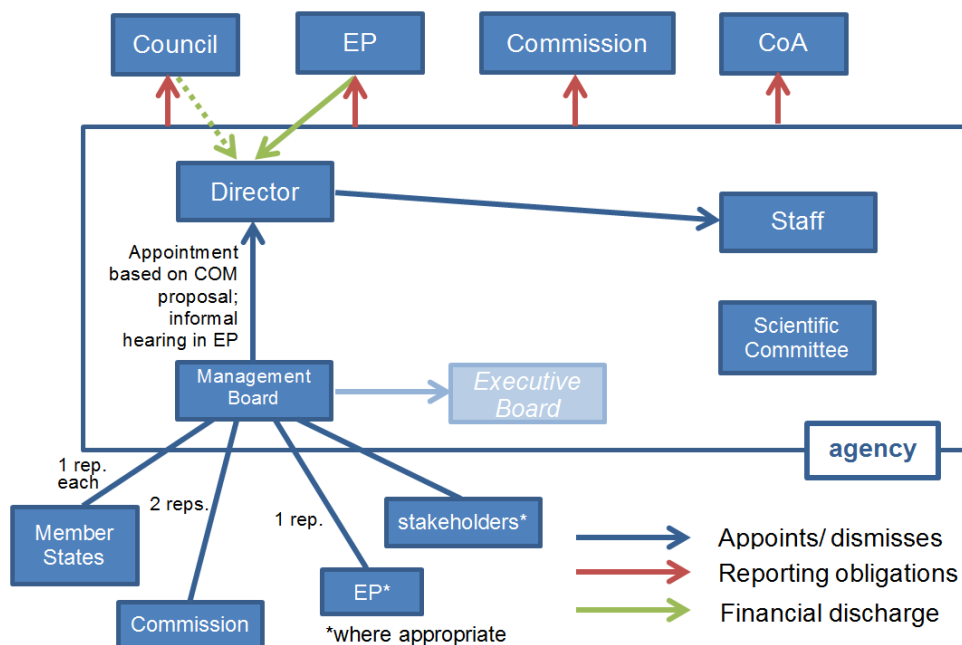 Council
EP
Commission
CoA
Director
Staff
Appointment
based on COM
proposal;
informal
hearing in EP
Scientific
Committee
Management
Board
Executive
Board
agency
1 rep.
each
2 reps.
1 rep.
stakeholders*
Member
States
EP*
Commission
*where appropriate
Appoints/ dismisses
Reporting obligations
Financial discharge